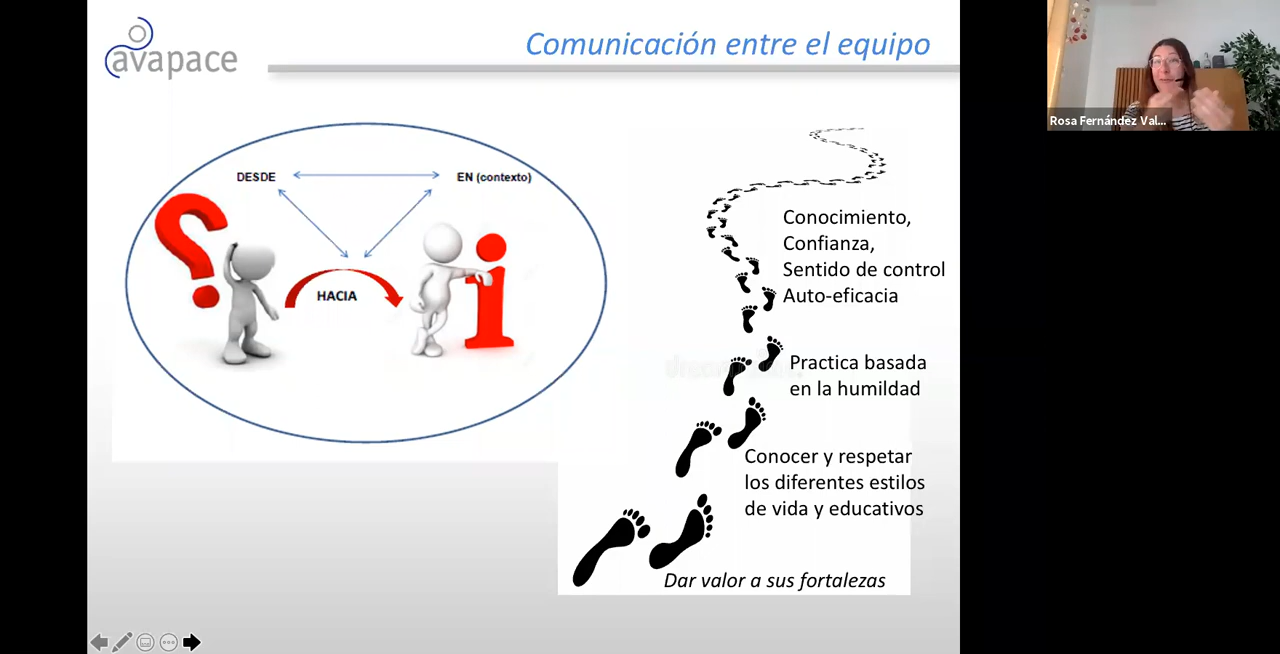 avapace
Comunicación entre el equipo
Rosa Fernández Val...
DESDE
EN (contexto)
HACIA
Conocimiento,
Confianza,
Sentido de control
Auto-eficacia
Practica basada
en la humildad
Conocer y respetar
los diferentes estilos
de vida y educativos
Dar valor a sus fortalezas